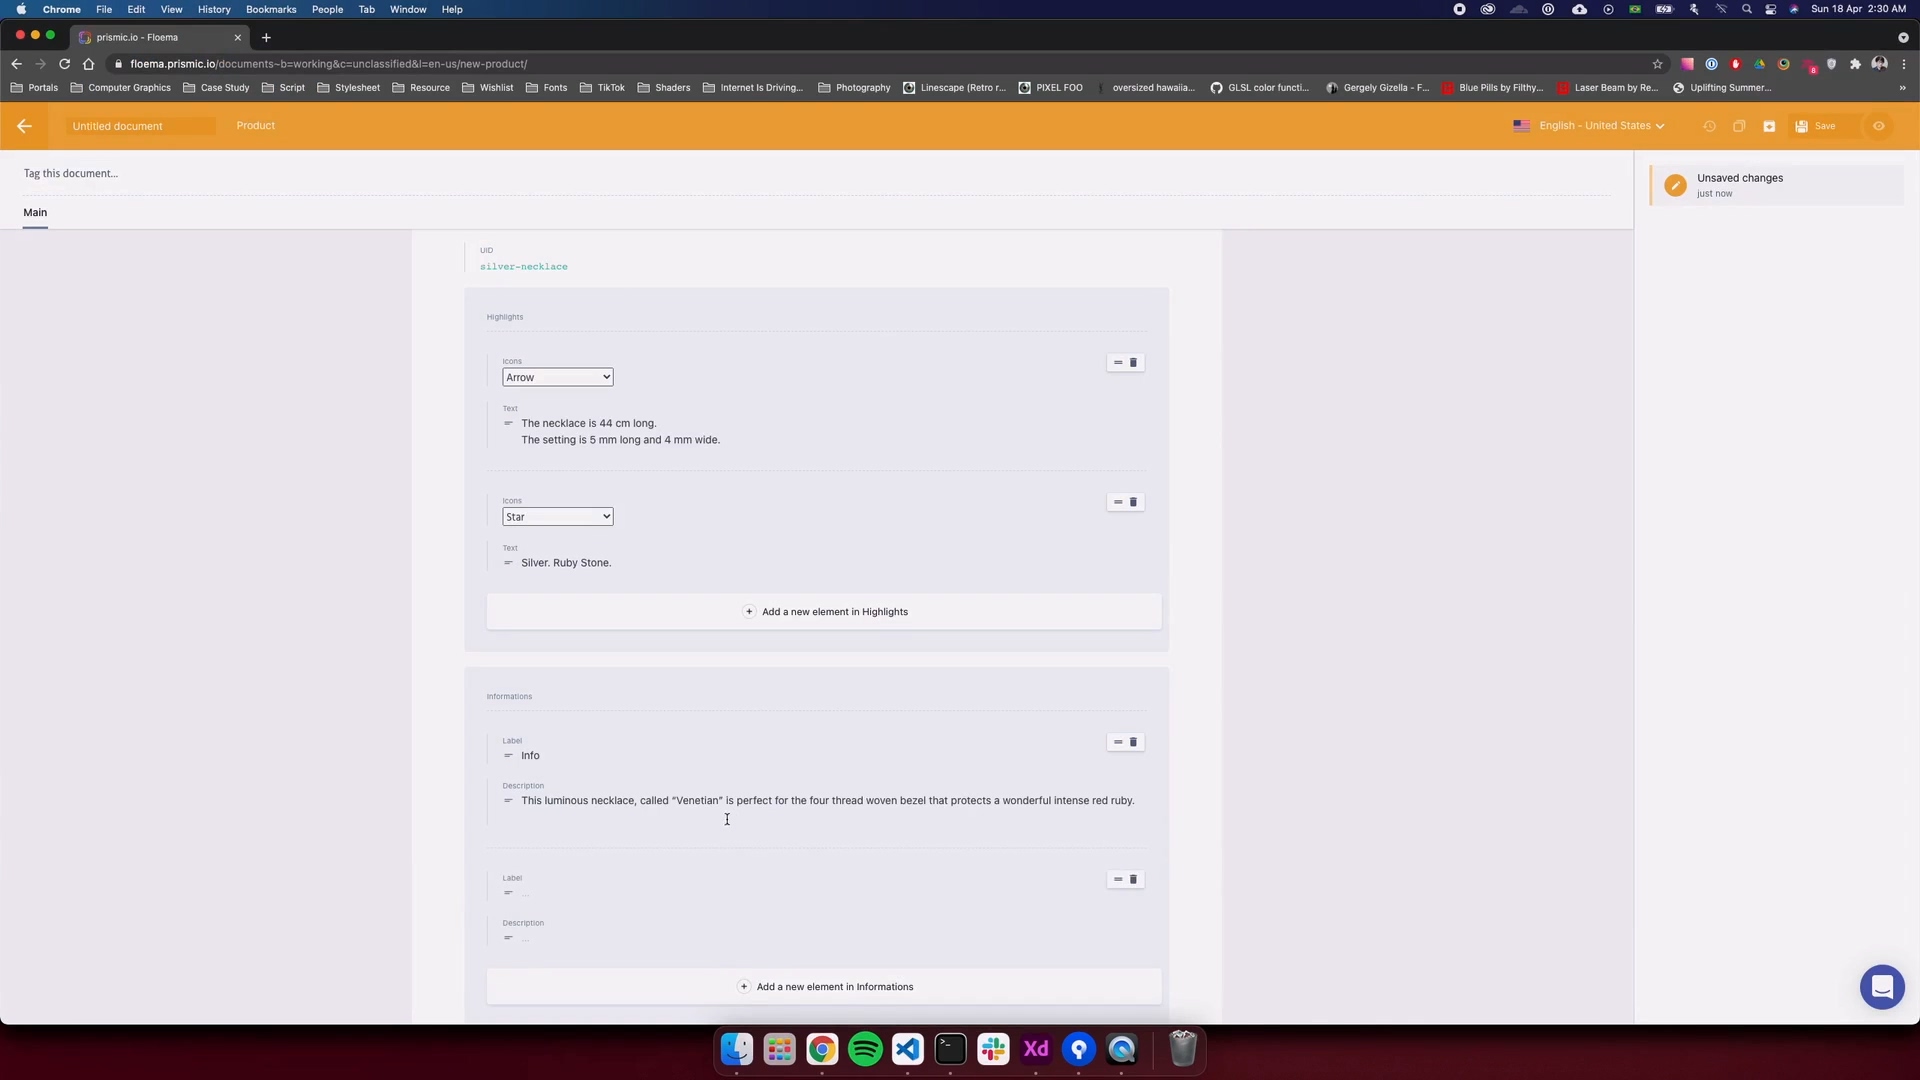 Chrome File Edit View History Bookmarks People Tab Window Help
Sun 18 Apr 2:30 AM
prismic.io - Floema
floema.prismic.io/documents~b=working&c=unclassified&l=en-us/new-product/
8
Portals Computer Graphics Case Study Script Stylesheet Resource Wishlist Fonts TikTok Shaders Internet Is Driving... Photography Linescape (Retro r... PIXEL FOO oversized hawaiia... GLSL color functi... Gergely Gizella - F... Blue Pills by Filthy... Laser Beam by Re... Uplifting Summer... »
Untitled document
Product
English - United States
Save
Tag this document...
Unsaved changes
just now
Main
UID
silver-necklace
Highlights
Icons
Arrow
Text
The necklace is 44 cm long.
The setting is 5 mm long and 4 mm wide.
Icons
Star
Text
Silver. Ruby Stone.
+ Add a new element in Highlights
Informations
Label
Info
Description
This luminous necklace, called “Venetian” is perfect for the four thread woven bezel that protects a wonderful intense red ruby.
Label
...
Description
...
+ Add a new element in Informations
>_
Xd